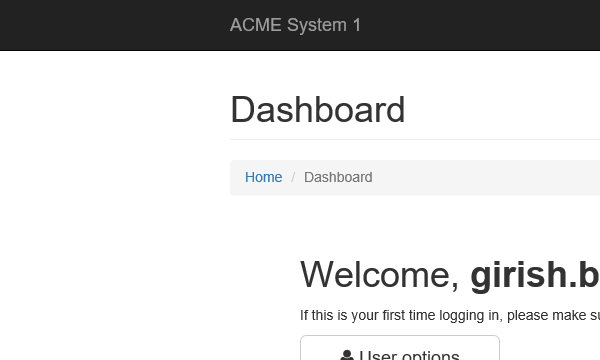 ACME System 1
Dashboard
Home / Dashboard
Welcome, girish.b
If this is your first time logging in, please make
User options